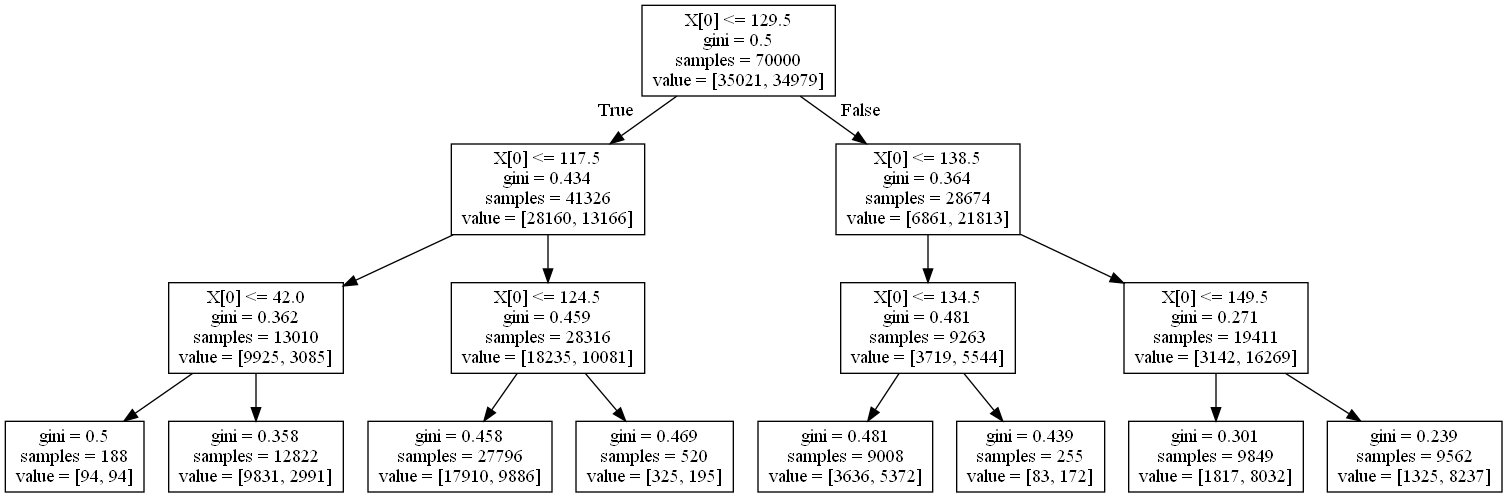 X[0] <= 129.5
gini = 0.5
samples = 70000
value = [35021, 34979]
True
False
X[0] <= 117.5
gini = 0.434
samples = 41326
value = [28160, 13166]
X[0] <= 138.5
gini = 0.364
samples = 28674
value = [6861, 21813]
X[0] <= 42.0
gini = 0.362
samples = 13010
value = [9925, 3085]
X[0] <= 124.5
gini = 0.459
samples = 28316
value = [18235, 10081]
X[0] <= 134.5
gini = 0.481
samples = 9263
value = [3719, 5544]
X[0] <= 149.5
gini = 0.271
samples = 19411
value = [3142, 16269]
gini = 0.5
samples = 188
value = [94, 94]
gini = 0.358
samples = 12822
value = [9831, 2991]
gini = 0.458
samples = 27796
value = [17910, 9886]
gini = 0.469
samples = 520
value = [325, 195]
gini = 0.481
samples = 9008
value = [3636, 5372]
gini = 0.439
samples = 255
value = [83, 172]
gini = 0.301
samples = 9849
value = [1817, 8032]
gini = 0.239
samples = 9562
value = [1325, 8237]